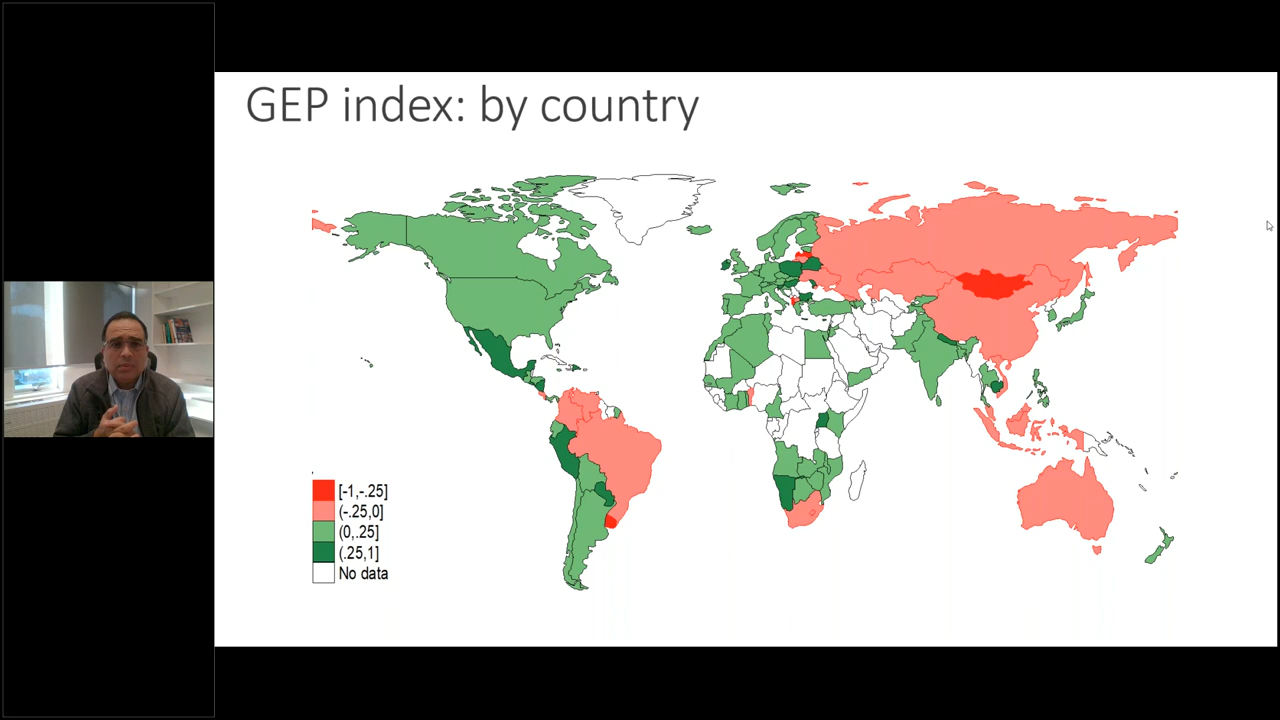 GEP index: by country
[-1,-.25]
(-.25,0]
(0,.25]
(.25,1]
No data